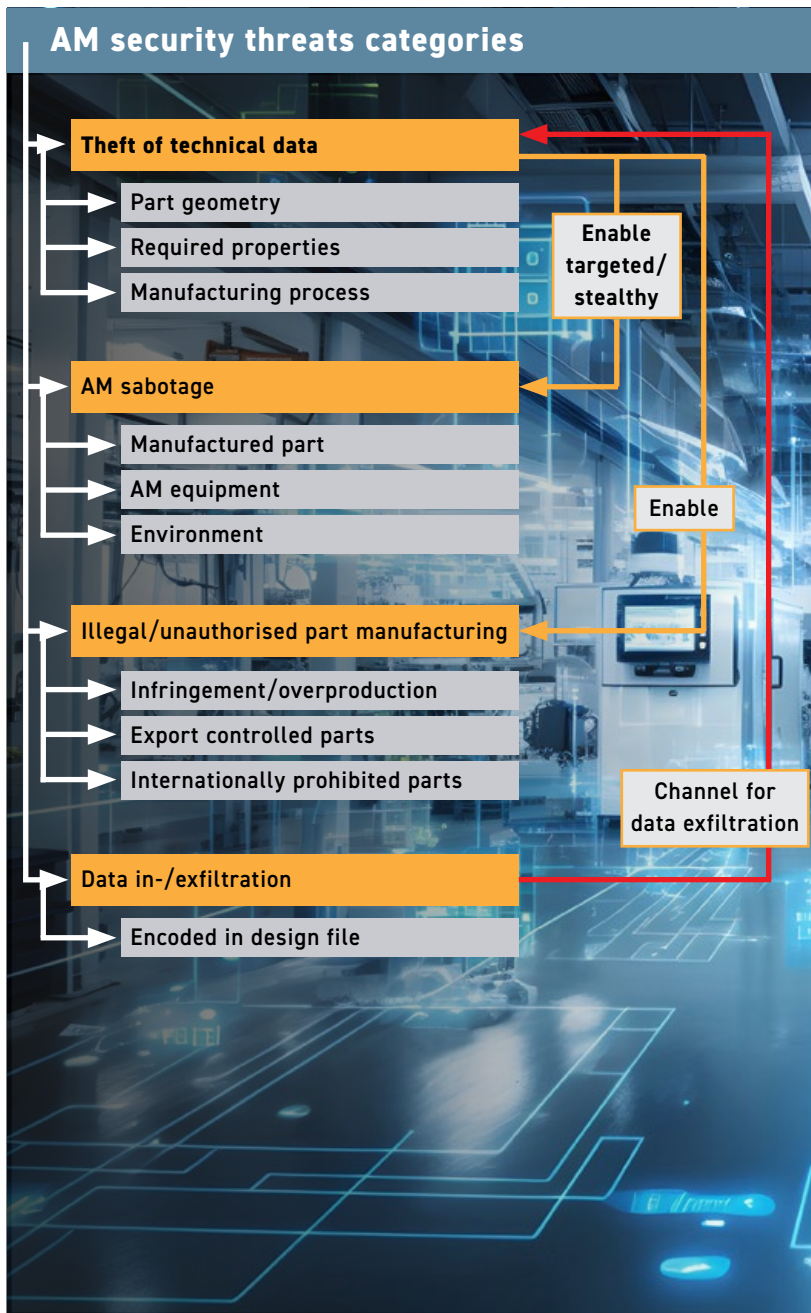 AM security threats categories
Theft of technical data
Part geometry
Required properties
Manufacturing process
Enable
targeted/
stealthy
AM sabotage
Manufactured part
AM equipment
Environment
Enable
Illegal/unauthorised part manufacturing
Infringement/overproduction
Export controlled parts
Internationally prohibited parts
Channel for
data exfiltration
Data in-/exfiltration
Encoded in design file